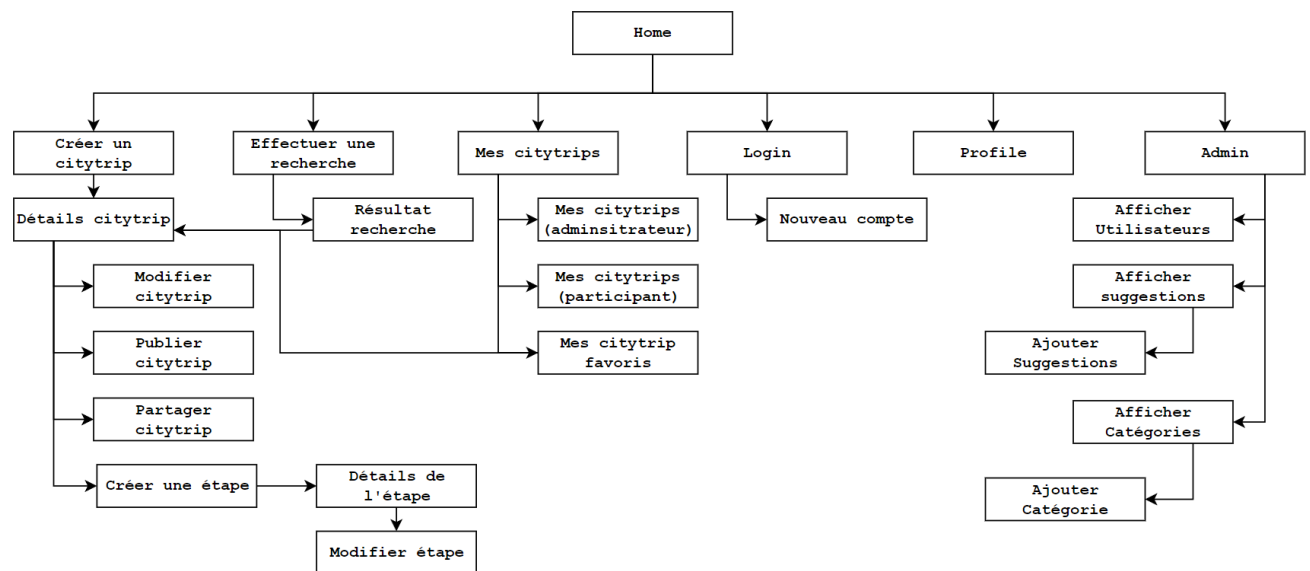 Home
Créer un
citytrip
Effectuer une
recherche
Mes citytrips
Login
Profile
Admin
Détails citytrip
Résultat
recherche
Mes citytrips
(adminsitrateur)
Nouveau compte
Afficher
Utilisateurs
Modifier
citytrip
Mes citytrips
(participant)
Afficher
suggestions
Publier
citytrip
Mes citytrip
favoris
Ajouter
Suggestions
Partager
citytrip
Afficher
Catégories
Créer une étape
Détails de
l'étape
Ajouter
Catégorie
Modifier étape